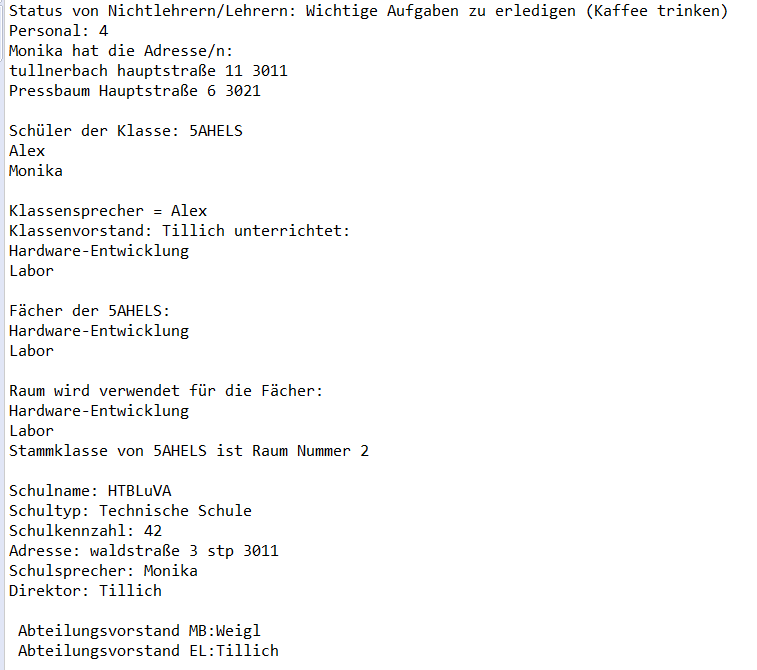 Status von Nichtlehrern/Lehrern: Wichtige Aufgaben zu erledigen (Kaffee trinken)
Personal: 4
Monika hat die Adresse/n:
tullnerbach hauptstraße 11 3011
Pressbaum Hauptstraße 6 3021
Schüler der Klasse: 5AHELS
Alex
Monika
Klassensprecher = Alex
Klassenvorstand: Tillich unterrichtet:
Hardware-Entwicklung
Labor
Fächer der 5AHELS:
Hardware-Entwicklung
Labor
Raum wird verwendet für die Fächer:
Hardware-Entwicklung
Labor
Stammklasse von 5AHELS ist Raum Nummer 2
Schulname: HTBLuVA
Schultyp: Technische Schule
Schulkennzahl: 42
Adresse: waldstraße 3 stp 3011
Schulsprecher: Monika
Direktor: Tillich
Abteilungsvorstand MB:Weigl
Abteilungsvorstand EL:Tillich